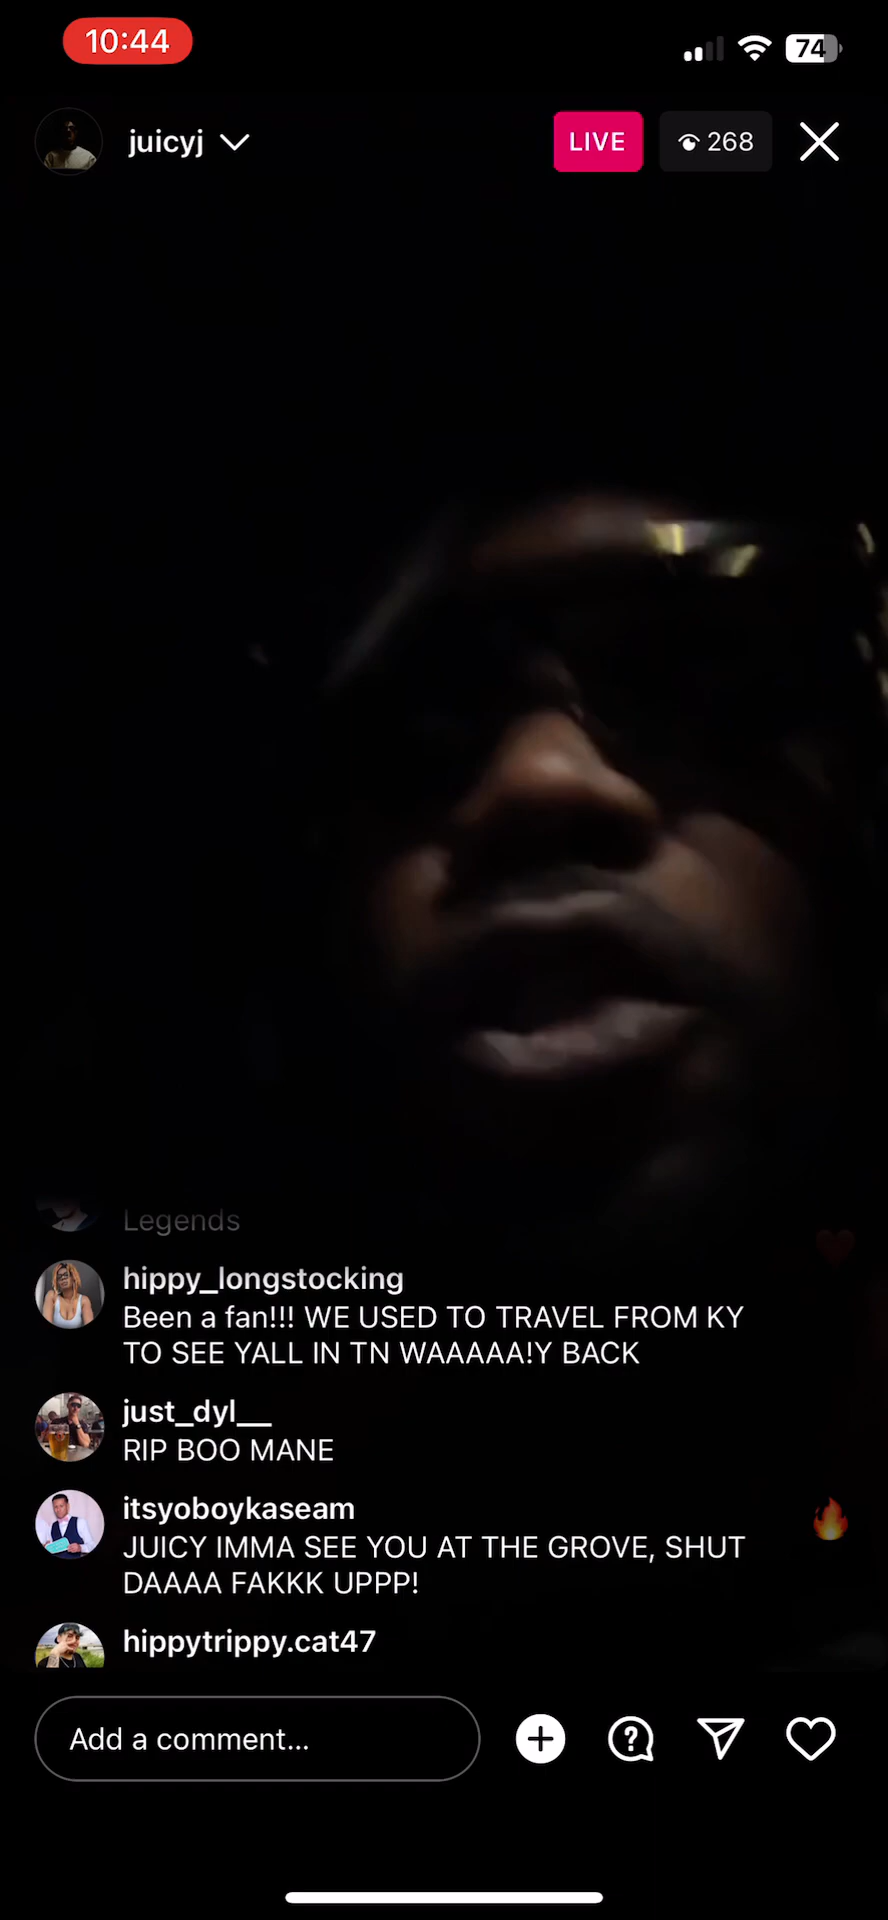 10:44
74
juicyj
LIVE
268
Legends
hippy_longstocking
Been a fan!!! WE USED TO TRAVEL FROM KY
TO SEE YALL IN TN WAAAAA!Y BACK
just_dyl__
RIP BOO MANE
itsyoboykaseam
JUICY IMMA SEE YOU AT THE GROVE, SHUT
DAAAA FAKKK UPPP!
hippytrippy.cat47
Add a comment...